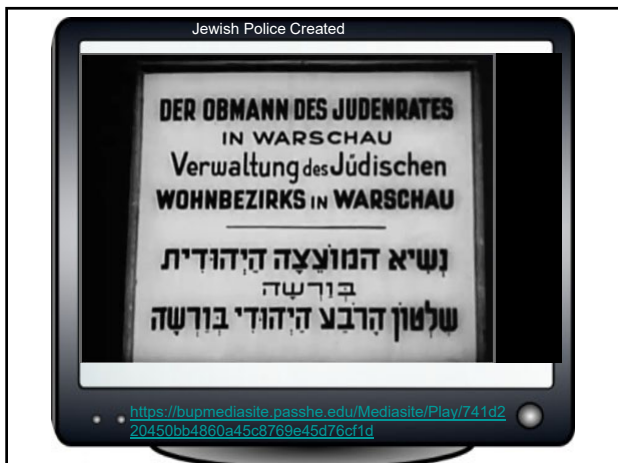 Jewish Police Created
DER OBMANN DES JUDENRATES
IN WARSCHAU
Verwaltung des Jüdischen
WOHNBEZIRKS IN WARSCHAU
נְשִׂיא הַמוֹעֵצָה הַיְהוּדִית
בְּוַרְשָׁה
שִׁלְטוֹן הָרֹבַע הַיְהוּדִי בְּוַרְשָׁה
https://bupmediasite.passhe.edu/Mediasite/Play/741d2
20450bb4860a45c8769e45d76cf1d